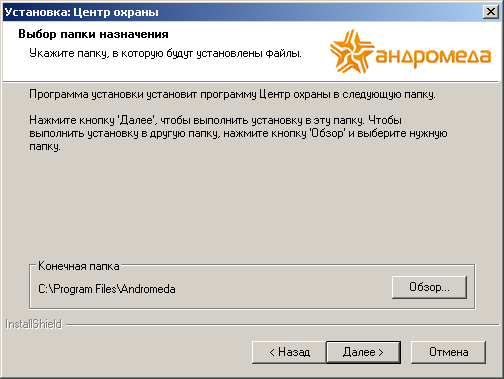 Установка: Центр охраны
Выбор папки назначения
Укажите папку, в которую будут установлены файлы.
андромеда
Программа установки установит программу Центр охраны в следующую папку.
Нажмите кнопку 'Далее', чтобы выполнить установку в эту папку. Чтобы
выполнить установку в другую папку, нажмите кнопку 'Обзор' и выберите нужную
папку.
Конечная папка
C:\Program Files\Andromeda
Обзор...
InstallShield
< Назад
Далее >
Отмена